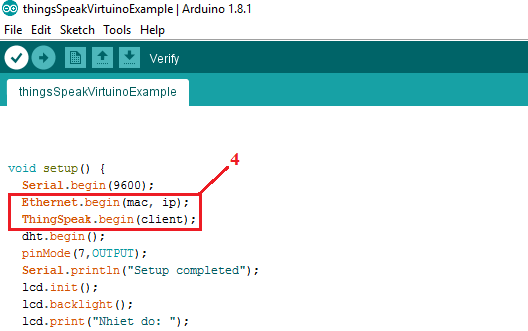 thingsSpeakVirtuinoExample | Arduino 1.8.1
File Edit Sketch Tools Help
Verify
thingsSpeakVirtuinoExample
void setup() {
4
Serial.begin(9600);
Ethernet.begin(mac, ip);
ThingSpeak.begin(client);
dht.begin();
pinMode(7,OUTPUT);
Serial.println("Setup completed");
lcd.init();
lcd.backlight();
lcd.print("Nhiet do: ");